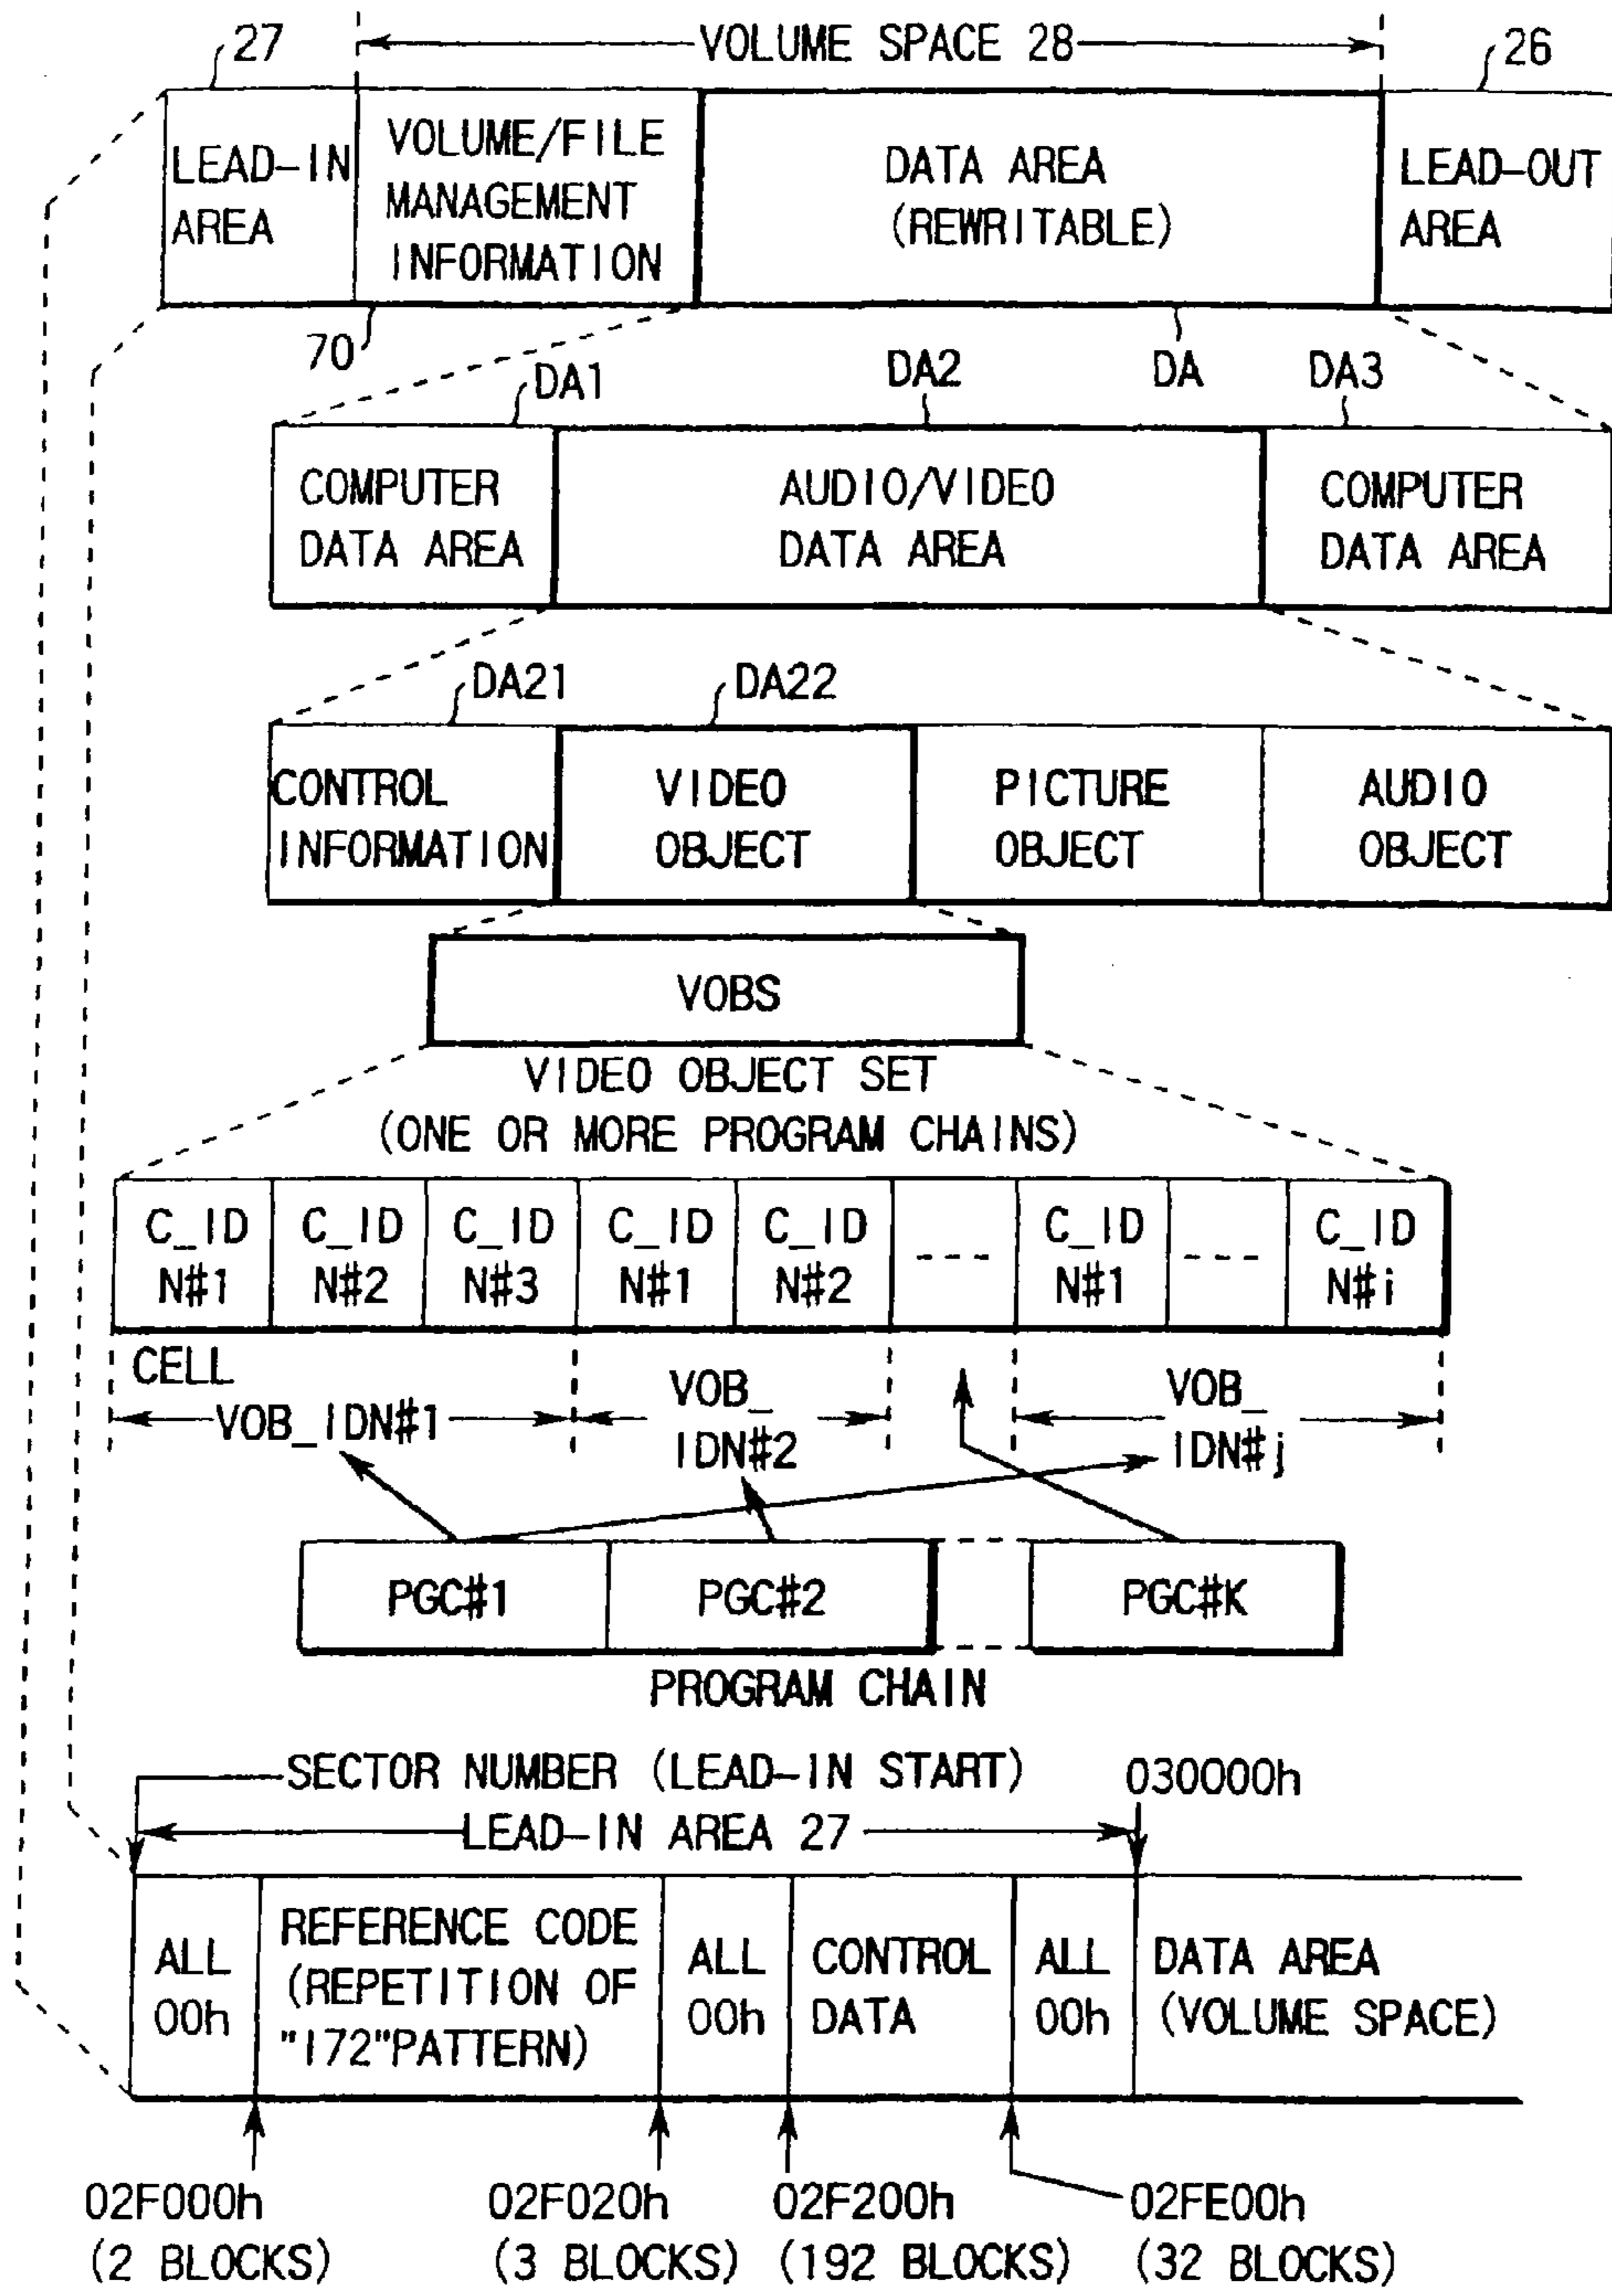 27
VOLUME SPACE 28
26
LEAD-IN
AREA
VOLUME/FILE
MANAGEMENT
INFORMATION
DATA AREA
(REWRITABLE)
LEAD-OUT
AREA
70
DA1
DA2
DA
DA3
COMPUTER
DATA AREA
AUDIO/VIDEO
DATA AREA
COMPUTER
DATA AREA
DA21
DA22
CONTROL
INFORMATION
VIDEO
OBJECT
PICTURE
OBJECT
AUDIO
OBJECT
VOBS
VIDEO OBJECT SET
(ONE OR MORE PROGRAM CHAINS)
C_ID
N#1
C_ID
N#2
C_ID
N#3
C_ID
N#1
C_ID
N#2
----
C_ID
N#1
----
C_ID
N#i
CELL
VOB_IDN#1
VOB_
IDN#2
VOB_
IDN#j
PGC#1
PGC#2
PGC#K
PROGRAM CHAIN
SECTOR NUMBER (LEAD-IN START)
030000h
LEAD-IN AREA 27
ALL
00h
REFERENCE CODE
(REPETITION OF
"172"PATTERN)
ALL
00h
CONTROL
DATA
ALL
00h
DATA AREA
(VOLUME SPACE)
02F000h
(2 BLOCKS)
02F020h
(3 BLOCKS)
02F200h
(192 BLOCKS)
02FE00h
(32 BLOCKS)